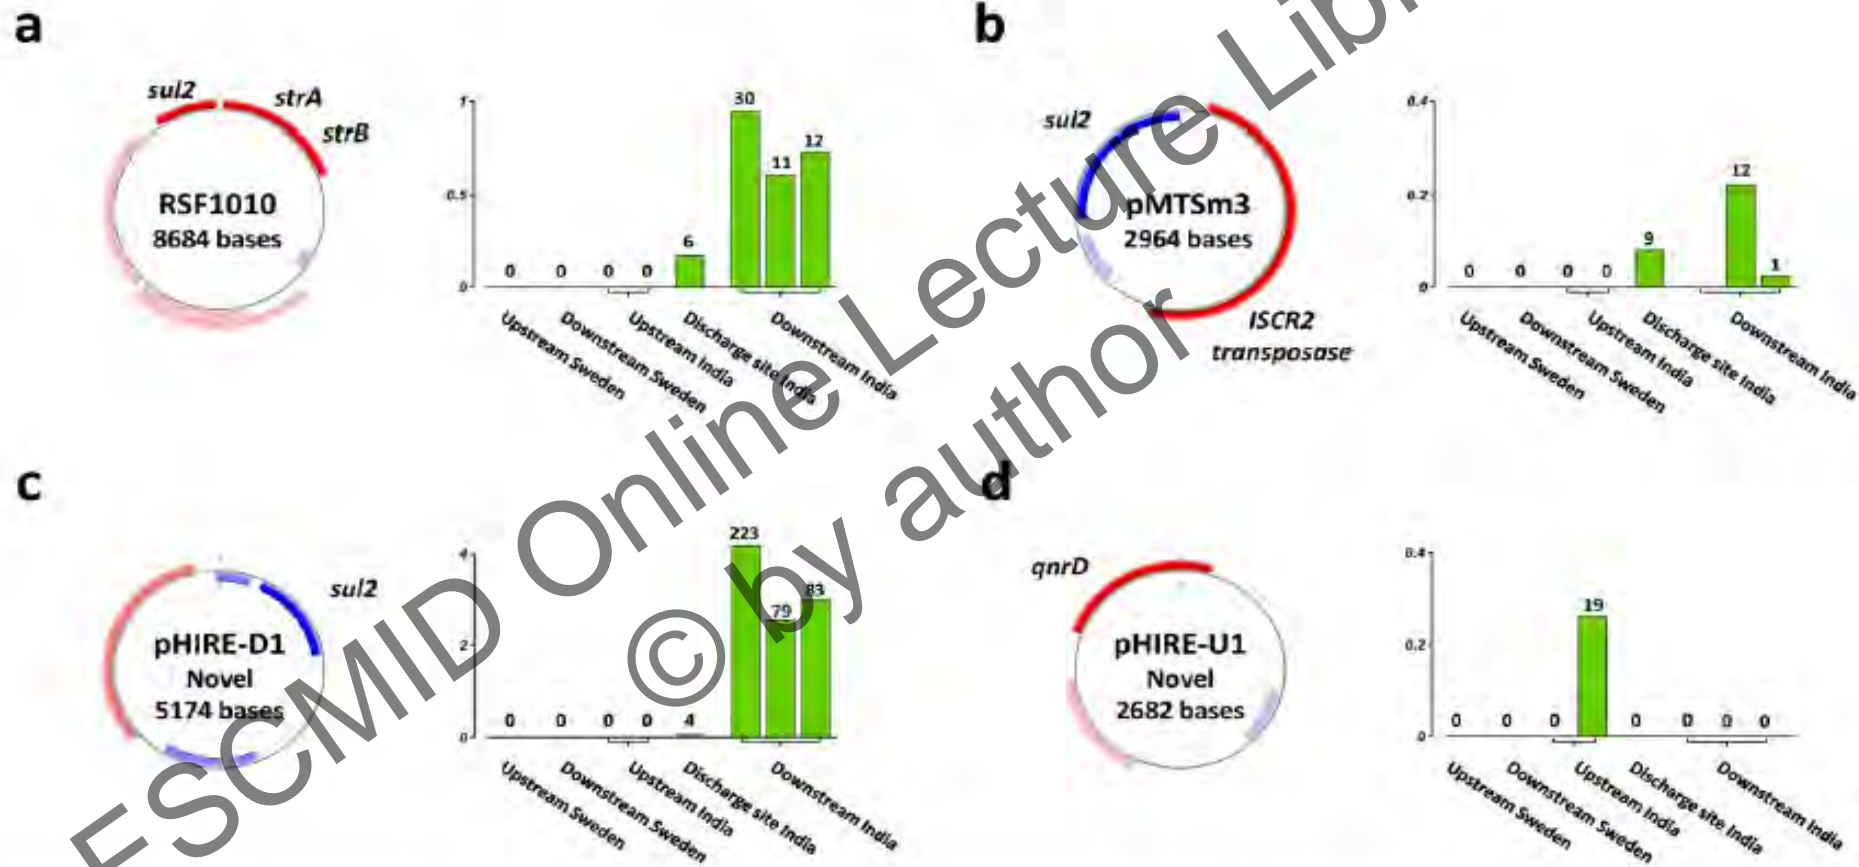 a
sul2
strA
strB
RSF1010
8684 bases
1
0.5
0
0
0
0
0
6
30
11
12
Upstream Sweden
Downstream Sweden
Upstream India
Discharge site India
Downstream India
b
sul2
pMTSm3
2964 bases
ISCR2
transposase
0.4
0.2
0
0
0
0
0
9
12
1
Upstream Sweden
Downstream Sweden
Upstream India
Discharge site India
Downstream India
c
sul2
pHIRE-D1
Novel
5174 bases
4
2
0
0
0
0
0
4
223
79
83
Upstream Sweden
Downstream Sweden
Upstream India
Discharge site India
Downstream India
d
qnrD
pHIRE-U1
Novel
2682 bases
0.4
0.2
0
0
0
0
19
0
0
0
0
Upstream Sweden
Downstream Sweden
Upstream India
Discharge site India
Downstream India
ESCMID Online Lecture
© by author